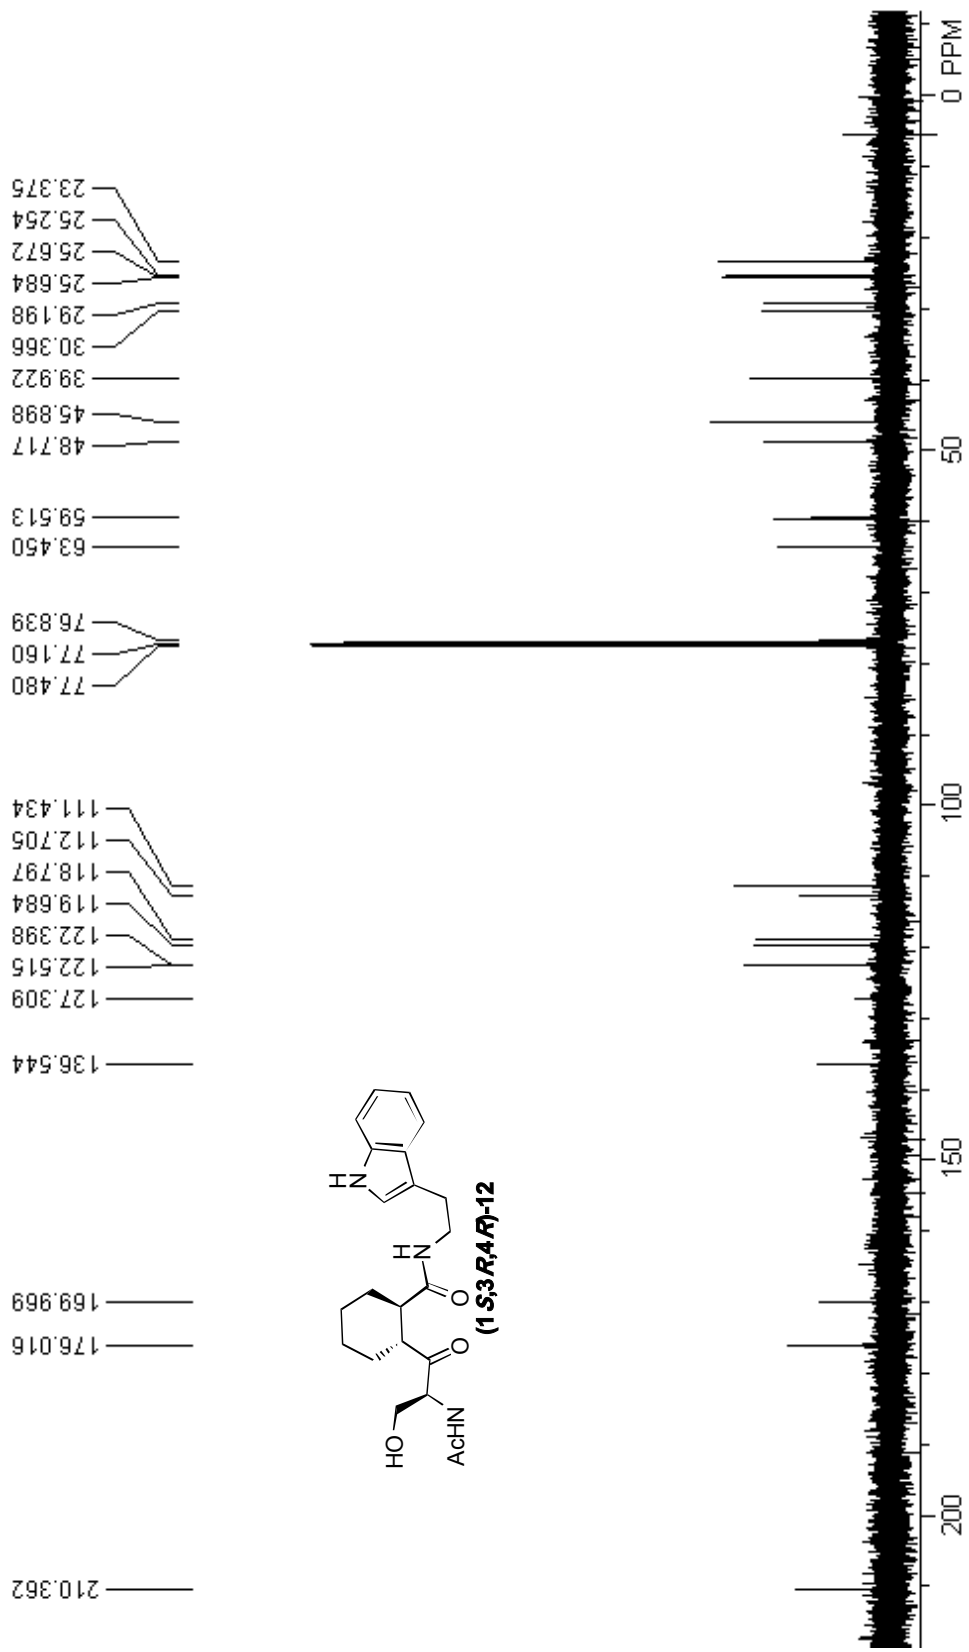 23.375
25.254
25.672
25.684
29.198
30.366
39.922
45.898
48.717
59.513
63.450
76.839
77.160
77.480
111.434
112.705
118.797
119.684
122.398
122.515
127.309
136.544
169.969
176.016
210.362
H
N
H
N
O
O
HO
AcHN
(1S,3R,4R)-12
0 PPM
50
100
150
200